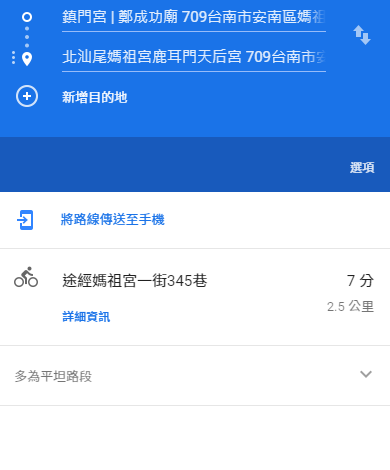 鎮門宮 | 鄭成功廟 709台南市安南區媽祖
北汕尾媽祖宮鹿耳門天后宮 709台南市安
新增目的地
選項
將路線傳送至手機
途經媽祖宮一街345巷
7 分
2.5 公里
詳細資訊
多為平坦路段